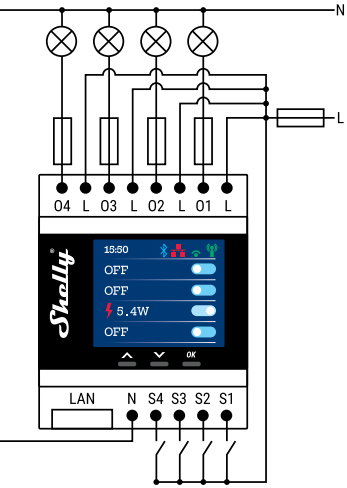 N
L
O4 L O3 L O2 L O1 L
Shelly®
15:50
OFF
OFF
5.4W
OFF
OK
LAN N S4 S3 S2 S1